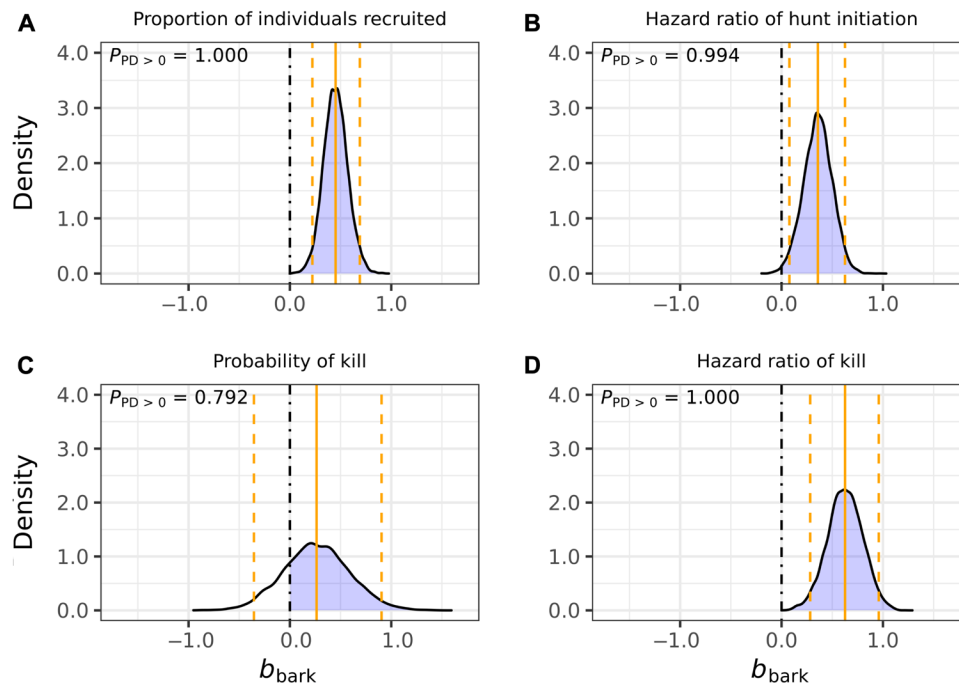 A Proportion of individuals recruited
4.0
3.0
2.0
1.0
0.0
Density
P_PD > 0 = 1.000
−1.0 0.0 1.0
B Hazard ratio of hunt initiation
4.0
3.0
2.0
1.0
0.0
P_PD > 0 = 0.994
−1.0 0.0 1.0
C Probability of kill
4.0
3.0
2.0
1.0
0.0
Density
P_PD > 0 = 0.792
−1.0 0.0 1.0
b_bark
D Hazard ratio of kill
4.0
3.0
2.0
1.0
0.0
P_PD > 0 = 1.000
−1.0 0.0 1.0
b_bark